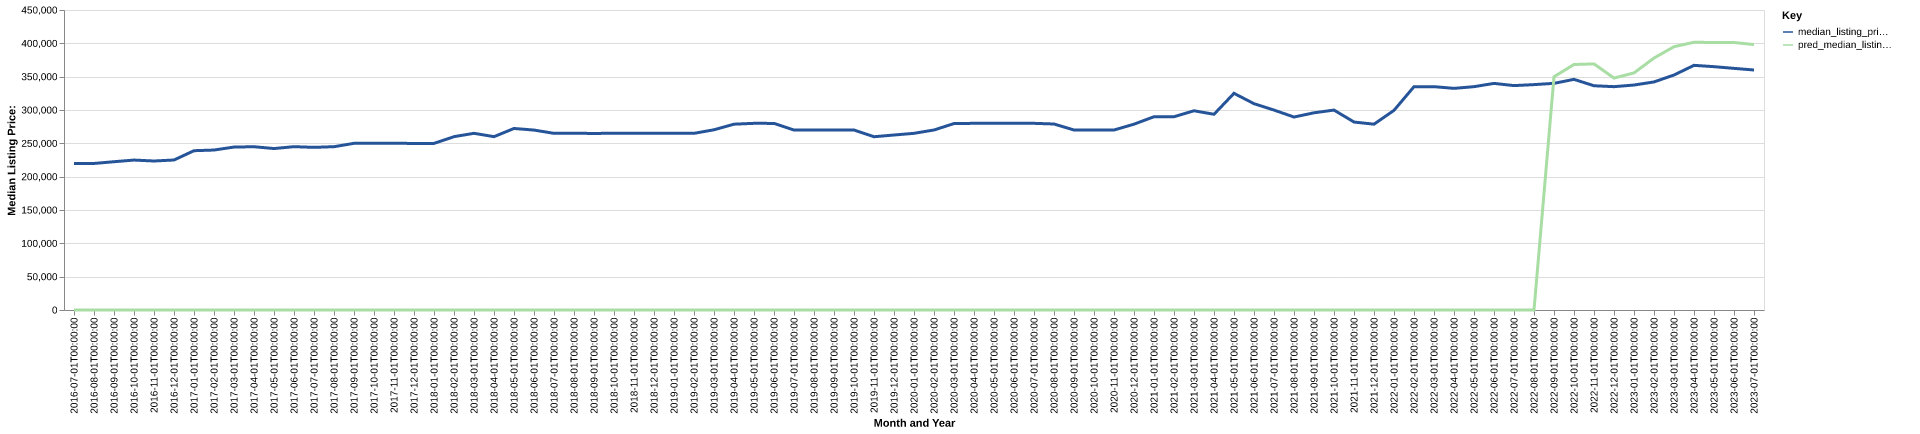 450,000
400,000
350,000
300,000
250,000
200,000
150,000
100,000
50,000
0
Median Listing Price:
2016-07-01T00:00:00
2016-08-01T00:00:00
2016-09-01T00:00:00
2016-10-01T00:00:00
2016-11-01T00:00:00
2016-12-01T00:00:00
2017-01-01T00:00:00
2017-02-01T00:00:00
2017-03-01T00:00:00
2017-04-01T00:00:00
2017-05-01T00:00:00
2017-06-01T00:00:00
2017-07-01T00:00:00
2017-08-01T00:00:00
2017-09-01T00:00:00
2017-10-01T00:00:00
2017-11-01T00:00:00
2017-12-01T00:00:00
2018-01-01T00:00:00
2018-02-01T00:00:00
2018-03-01T00:00:00
2018-04-01T00:00:00
2018-05-01T00:00:00
2018-06-01T00:00:00
2018-07-01T00:00:00
2018-08-01T00:00:00
2018-09-01T00:00:00
2018-10-01T00:00:00
2018-11-01T00:00:00
2018-12-01T00:00:00
2019-01-01T00:00:00
2019-02-01T00:00:00
2019-03-01T00:00:00
2019-04-01T00:00:00
2019-05-01T00:00:00
2019-06-01T00:00:00
2019-07-01T00:00:00
2019-08-01T00:00:00
2019-09-01T00:00:00
2019-10-01T00:00:00
2019-11-01T00:00:00
2019-12-01T00:00:00
2020-01-01T00:00:00
2020-02-01T00:00:00
2020-03-01T00:00:00
2020-04-01T00:00:00
2020-05-01T00:00:00
2020-06-01T00:00:00
2020-07-01T00:00:00
2020-08-01T00:00:00
2020-09-01T00:00:00
2020-10-01T00:00:00
2020-11-01T00:00:00
2020-12-01T00:00:00
2021-01-01T00:00:00
2021-02-01T00:00:00
2021-03-01T00:00:00
2021-04-01T00:00:00
2021-05-01T00:00:00
2021-06-01T00:00:00
2021-07-01T00:00:00
2021-08-01T00:00:00
2021-09-01T00:00:00
2021-10-01T00:00:00
2021-11-01T00:00:00
2021-12-01T00:00:00
2022-01-01T00:00:00
2022-02-01T00:00:00
2022-03-01T00:00:00
2022-04-01T00:00:00
2022-05-01T00:00:00
2022-06-01T00:00:00
2022-07-01T00:00:00
2022-08-01T00:00:00
2022-09-01T00:00:00
2022-10-01T00:00:00
2022-11-01T00:00:00
2022-12-01T00:00:00
2023-01-01T00:00:00
2023-02-01T00:00:00
2023-03-01T00:00:00
2023-04-01T00:00:00
2023-05-01T00:00:00
2023-06-01T00:00:00
2023-07-01T00:00:00
Month and Year
Key
median_listing_pri…
pred_median_listin…